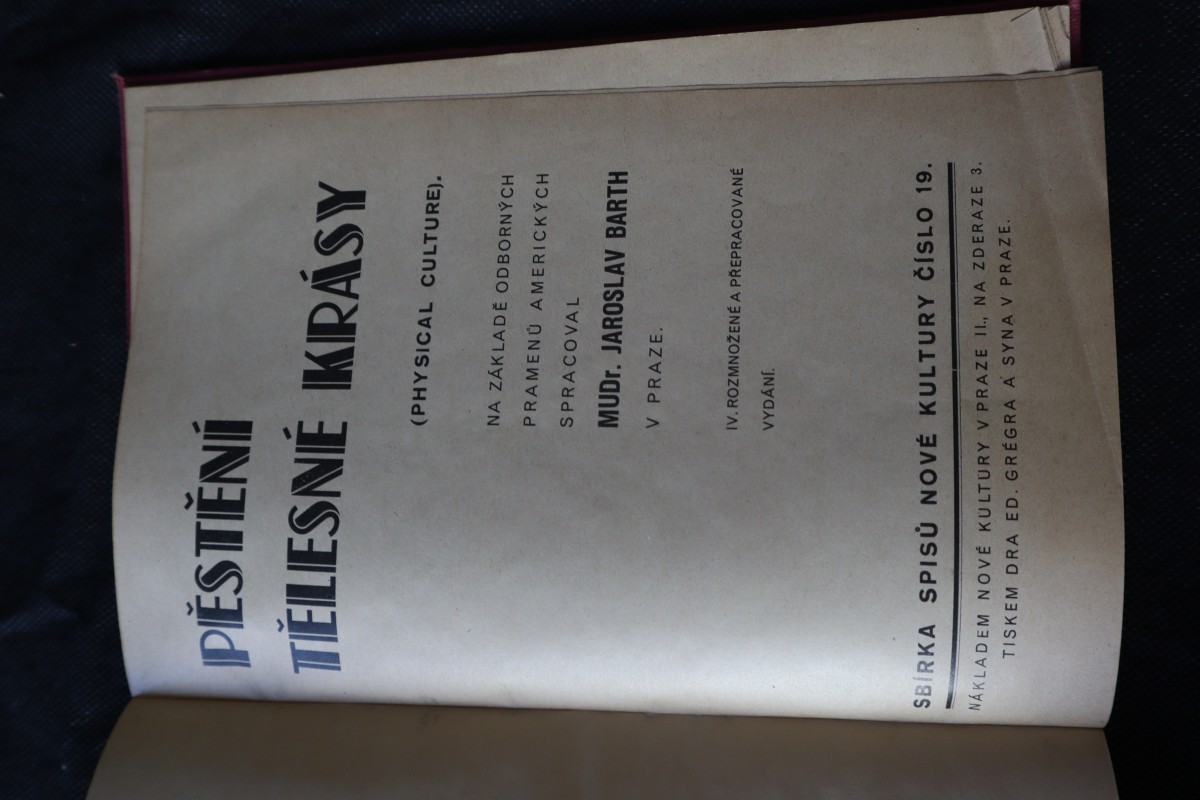 PĚSTĚNÍ
TĚLESNÉ KRÁSY
(PHYSICAL CULTURE).
NA ZÁKLADĚ ODBORNÝCH
PRAMENŮ AMERICKÝCH
SPRACOVAL
MUDr. JAROSLAV BARTH
V PRAZE.
IV. ROZMNOŽENÉ A PŘEPRACOVANÉ
VYDÁNÍ.
SBÍRKA SPISŮ NOVÉ KULTURY ČÍSLO 19.
NÁKLADEM NOVÉ KULTURY V PRAZE II., NA ZDERAZE 3.
TISKEM DRA ED. GRÉGRA A SYNA V PRAZE.